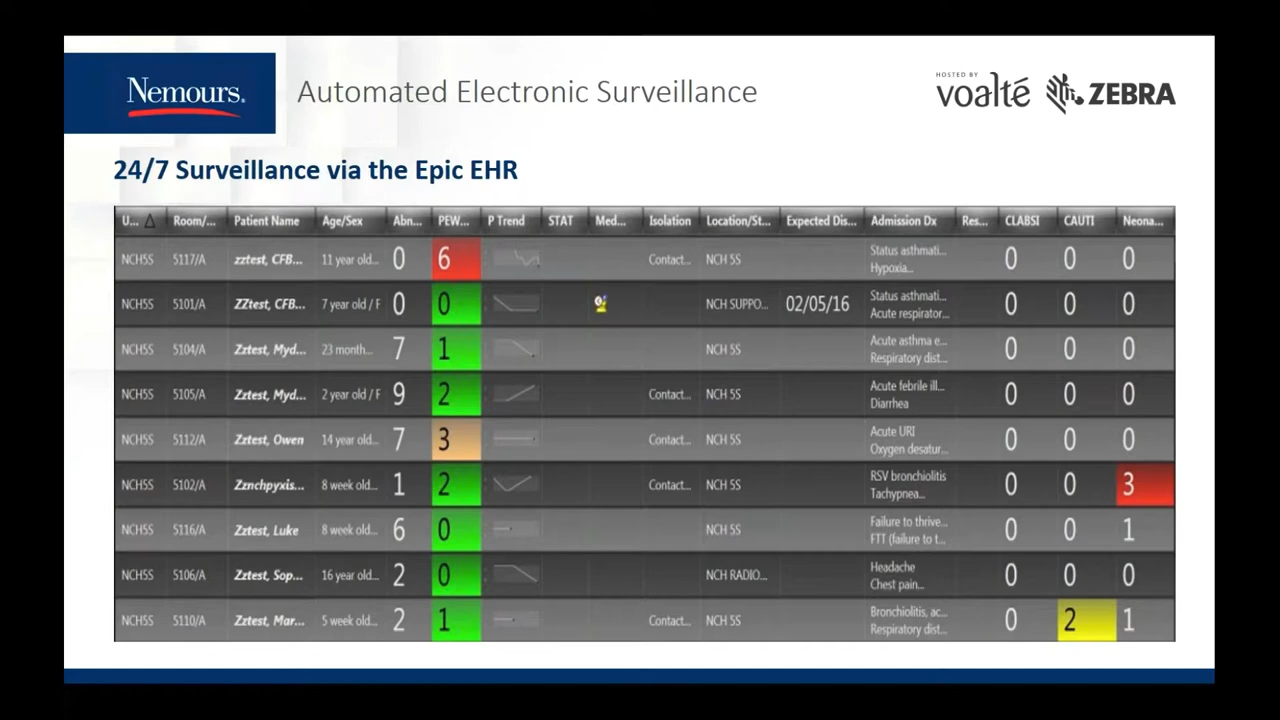 Nemours.
Automated Electronic Surveillance
HOSTED BY
voalté
ZEBRA
24/7 Surveillance via the Epic EHR
U... Room/... Patient Name Age/Sex Abn... PEW... P Trend STAT Med... Isolation Location/St... Expected Dis... Admission Dx Res... CLABSI CAUTI Neona...
NCH5S 5117/A zztest, CFB... 11 year old... 0 6 Contact... NCH 5S Status asthmati... 0 0 0
Hypoxia...
NCH5S 5101/A ZZtest, CFB... 7 year old / F 0 0 NCH SUPPO... 02/05/16 Status asthmati... 0 0 0
Acute respirator...
NCH5S 5104/A Zztest, Myd... 23 month... 7 1 NCH 5S Acute asthma e... 0 0 0
Respiratory dist...
NCH5S 5105/A Zztest, Myd... 2 year old / F 9 2 Contact... NCH 5S Acute febrile ill... 0 0 0
Diarrhea
NCH5S 5112/A Zztest, Owen 14 year old... 7 3 Contact... NCH 5S Acute URI 0 0 0
Oxygen desatur...
NCH5S 5102/A Zznchpyxis... 8 week old... 1 2 Contact... NCH 5S RSV bronchiolitis 0 0 3
Tachypnea...
NCH5S 5116/A Zztest, Luke 8 week old... 6 0 NCH 5S Failure to thrive... 0 0 1
FTT (failure to t...
NCH5S 5106/A Zztest, Sop... 16 year old... 2 0 NCH RADIO... Headache 0 0 0
Chest pain...
NCH5S 5110/A Zztest, Mar... 5 week old... 2 1 Contact... NCH 5S Bronchiolitis, ac... 0 2 1
Respiratory dist...